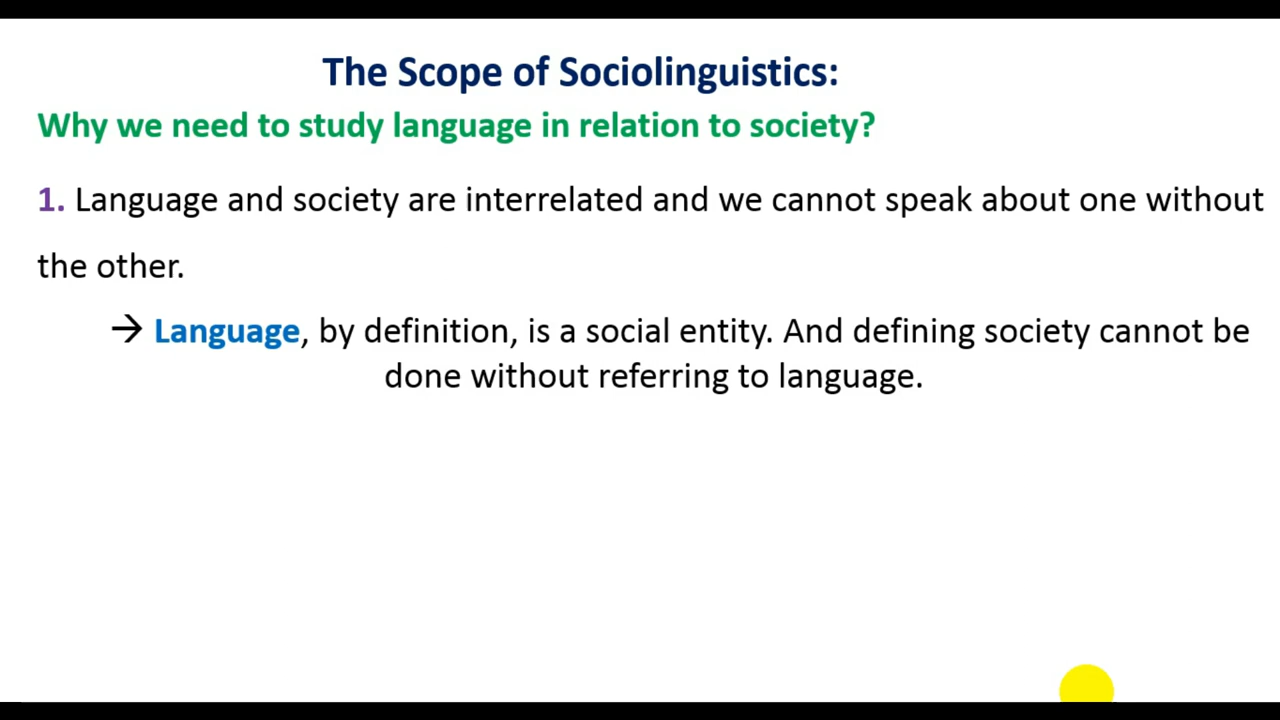 The Scope of Sociolinguistics:
Why we need to study language in relation to society?
1. Language and society are interrelated and we cannot speak about one without
the other.
→ Language, by definition, is a social entity. And defining society cannot be
done without referring to language.